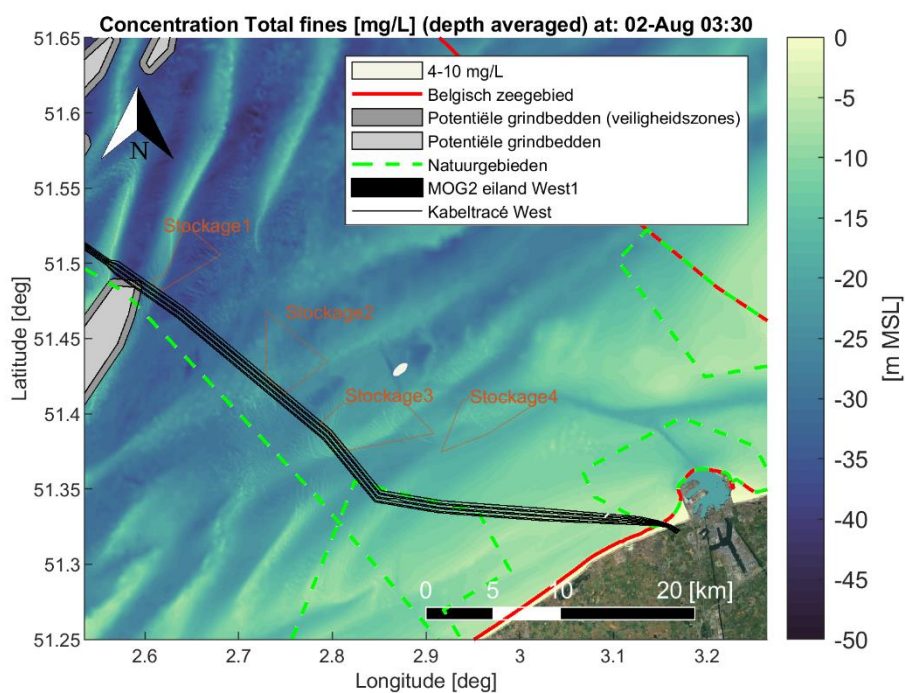 Concentration Total fines [mg/L] (depth averaged) at: 02-Aug 03:30
4-10 mg/L
Belgisch zeegebied
Potentiële grindbedden (veiligheidszones)
Potentiële grindbedden
Natuurgebieden
MOG2 eiland West1
Kabeltracé West
N
Stockage1
Stockage2
Stockage3
Stockage4
0 5 10 20 [km]
51.65
51.6
51.55
51.5
51.45
51.4
51.35
51.3
51.25
Latitude [deg]
2.6 2.7 2.8 2.9 3 3.1 3.2
Longitude [deg]
0
-5
-10
-15
-20
-25
-30
-35
-40
-45
-50
[m MSL]